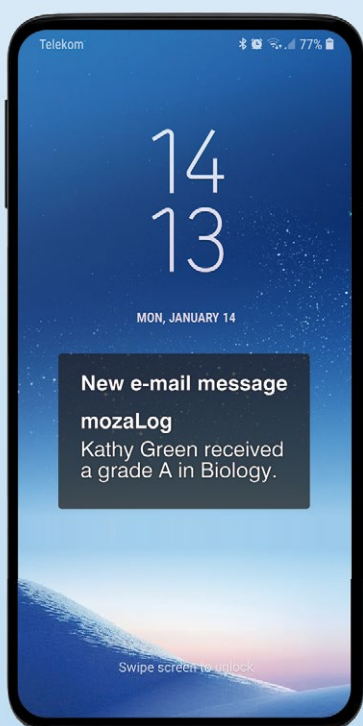 Telekom 77%
14
13
MON, JANUARY 14
New e-mail message
mozaLog
Kathy Green received
a grade A in Biology.
Swipe screen to unlock